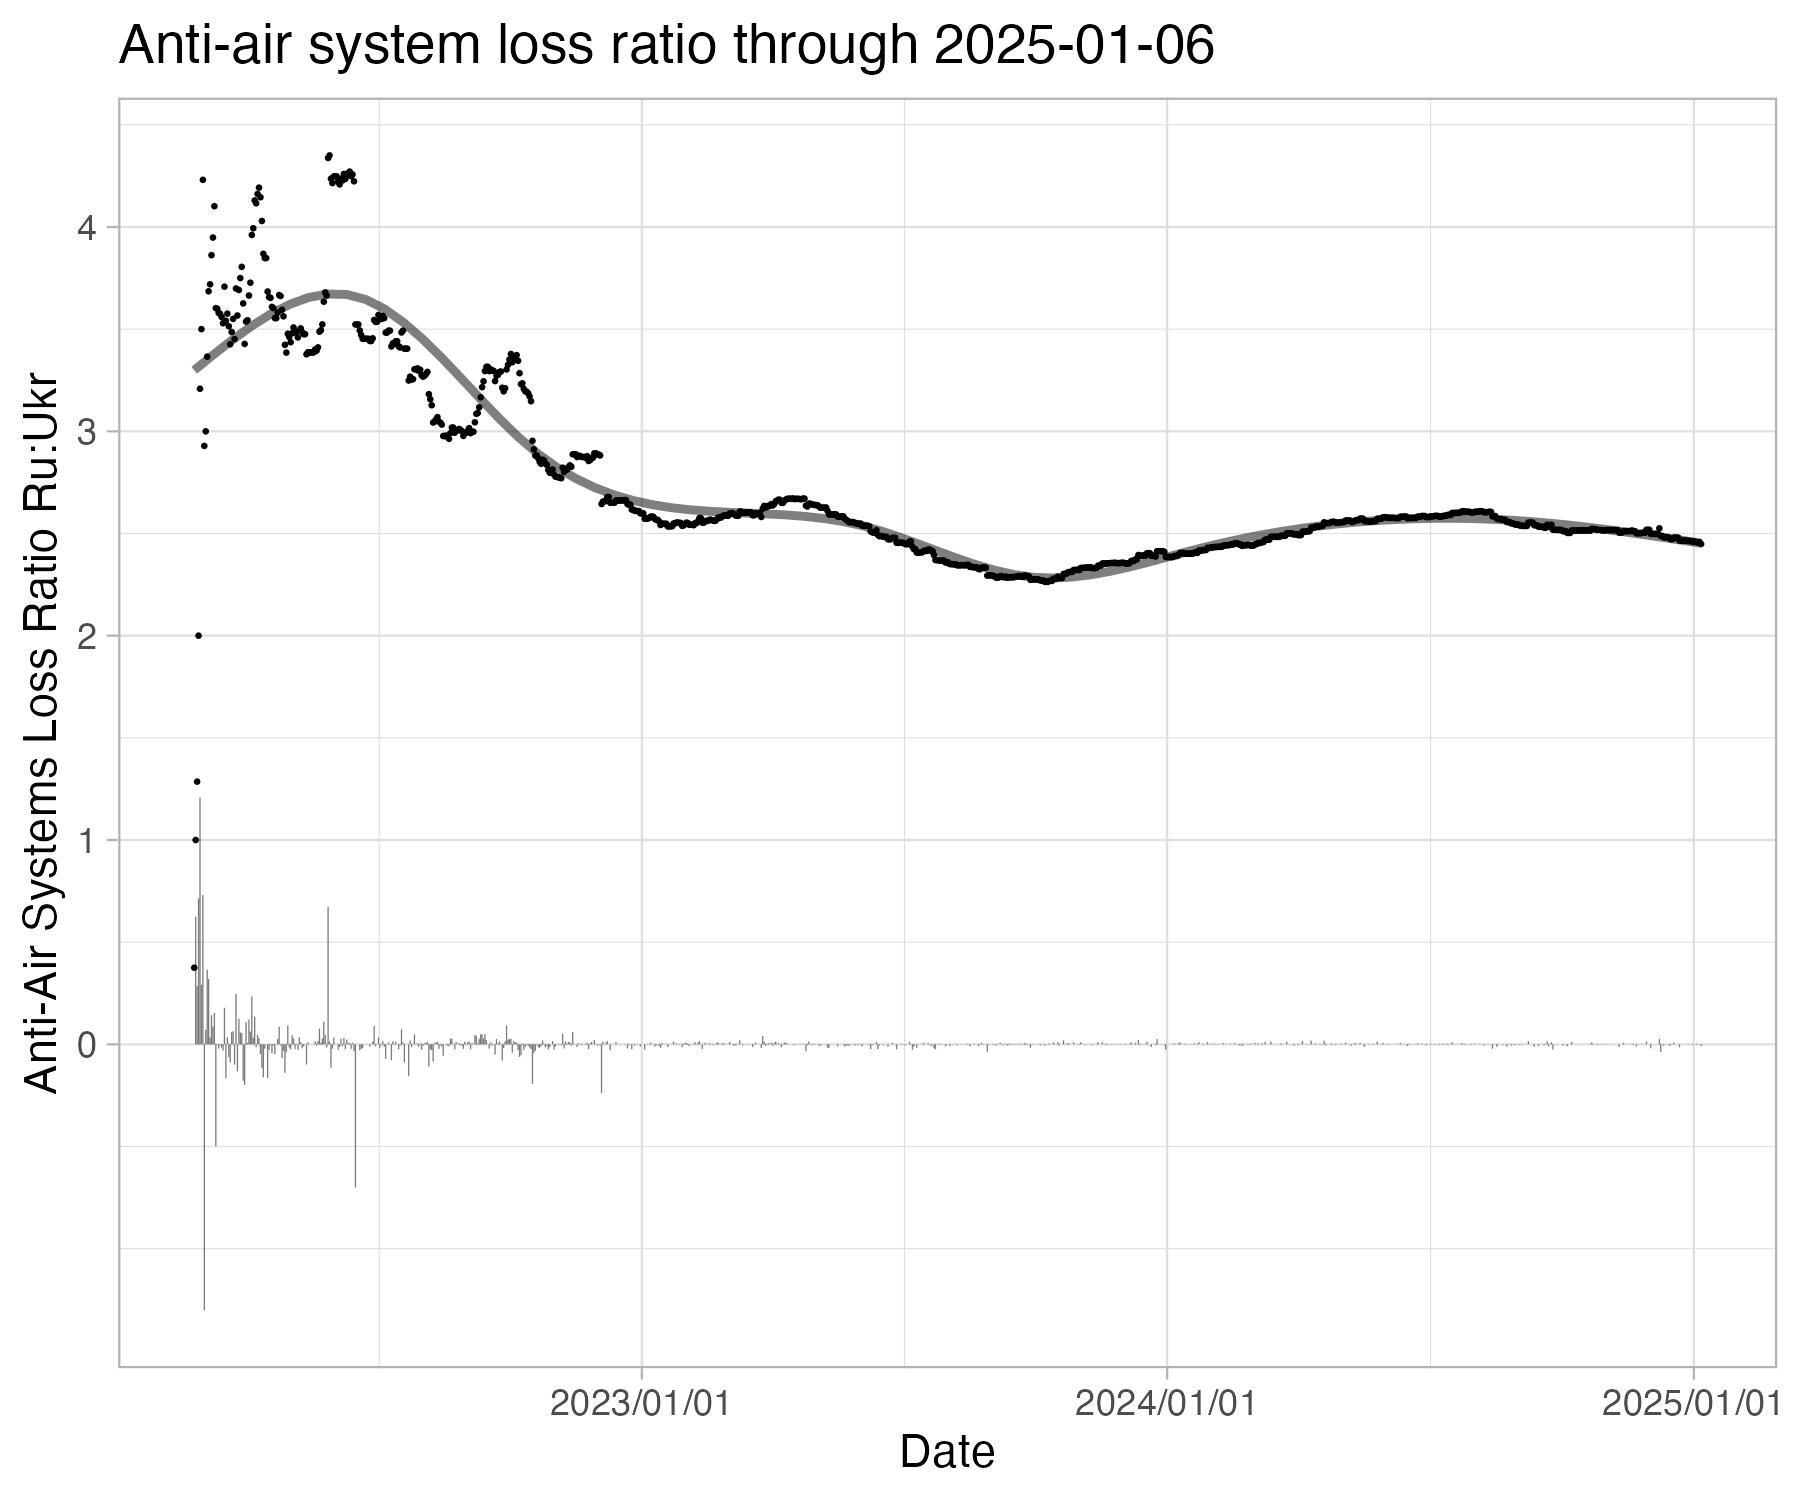 Anti-air system loss ratio through 2025-01-06
Anti-Air Systems Loss Ratio Ru:Ukr
4
3
2
1
0
2023/01/01
2024/01/01
2025/01/01
Date